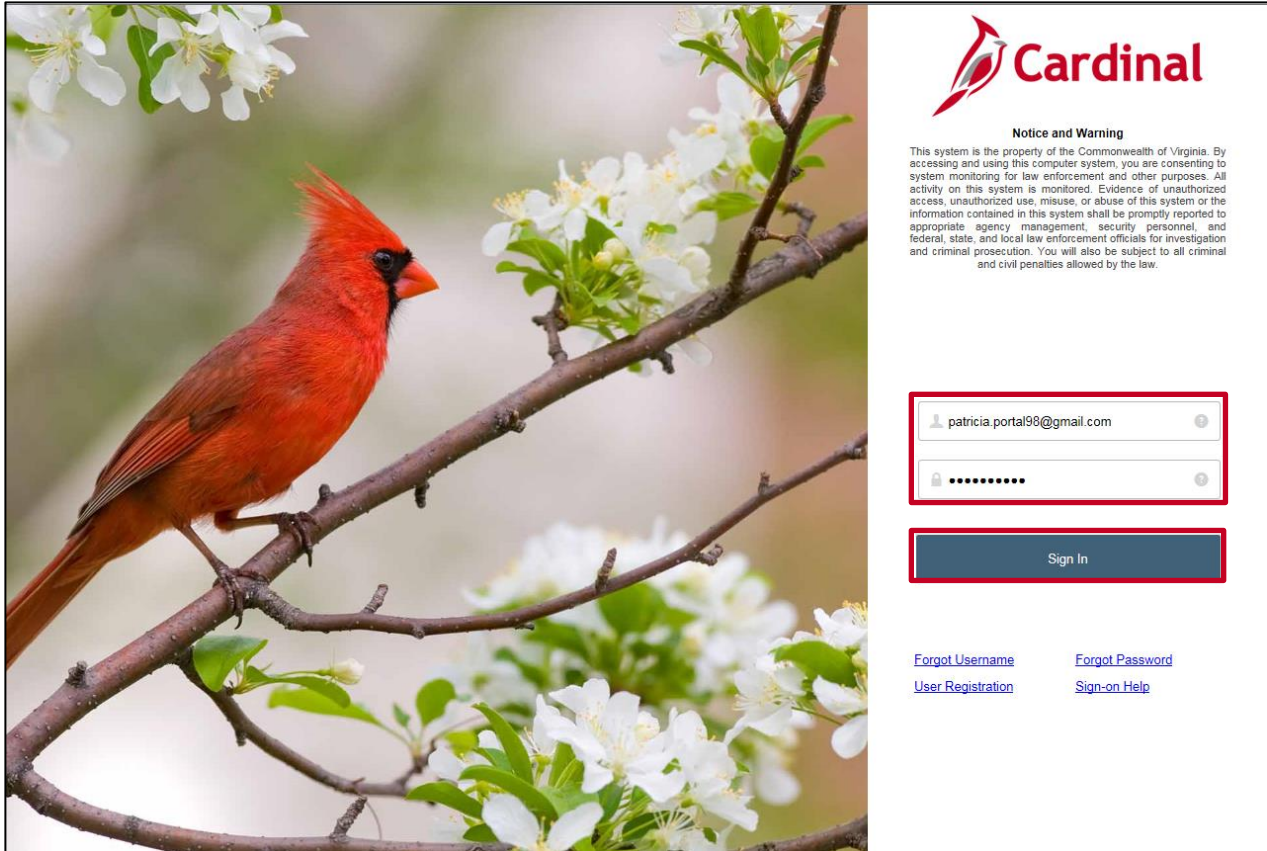 Cardinal
Notice and Warning
This system is the property of the Commonwealth of Virginia. By
accessing and using this computer system, you are consenting to
system monitoring for law enforcement and other purposes. All
activity on this system is monitored. Evidence of unauthorized
access, unauthorized use, misuse, or abuse of this system or the
information contained in this system shall be promptly reported to
appropriate agency management, security personnel, and
federal, state, and local law enforcement officials for investigation
and criminal prosecution. You will also be subject to all criminal
and civil penalties allowed by the law.
patricia.portal98@gmail.com ?
•••••••••• ?
Sign In
Forgot Username Forgot Password
User Registration Sign-on Help